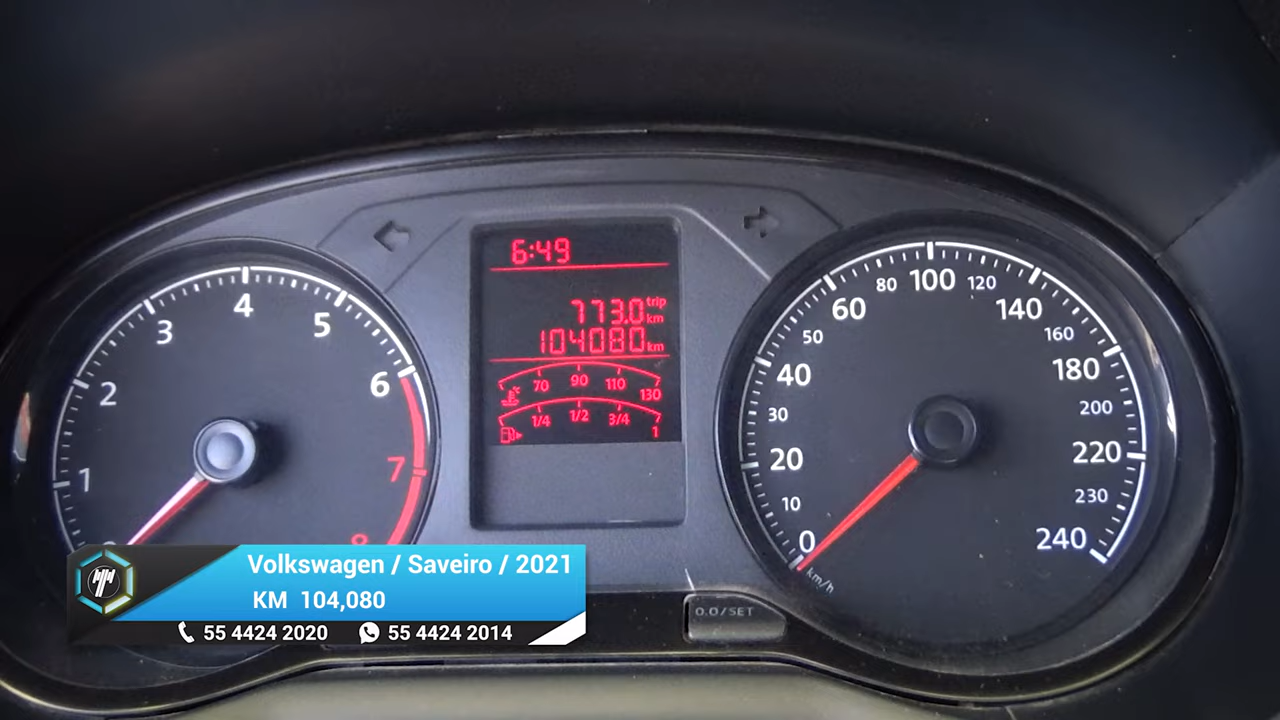 6:49
773.0 trip km
104080 km
70 90 110 130
1/4 1/2 3/4 1
1 2 3 4 5 6 7 8
0 10 20 30 40 50 60 80 100 120 140 160 180 200 220 230 240
km/h
0.0/SET
Volkswagen / Saveiro / 2021
KM 104,080
55 4424 2020 55 4424 2014